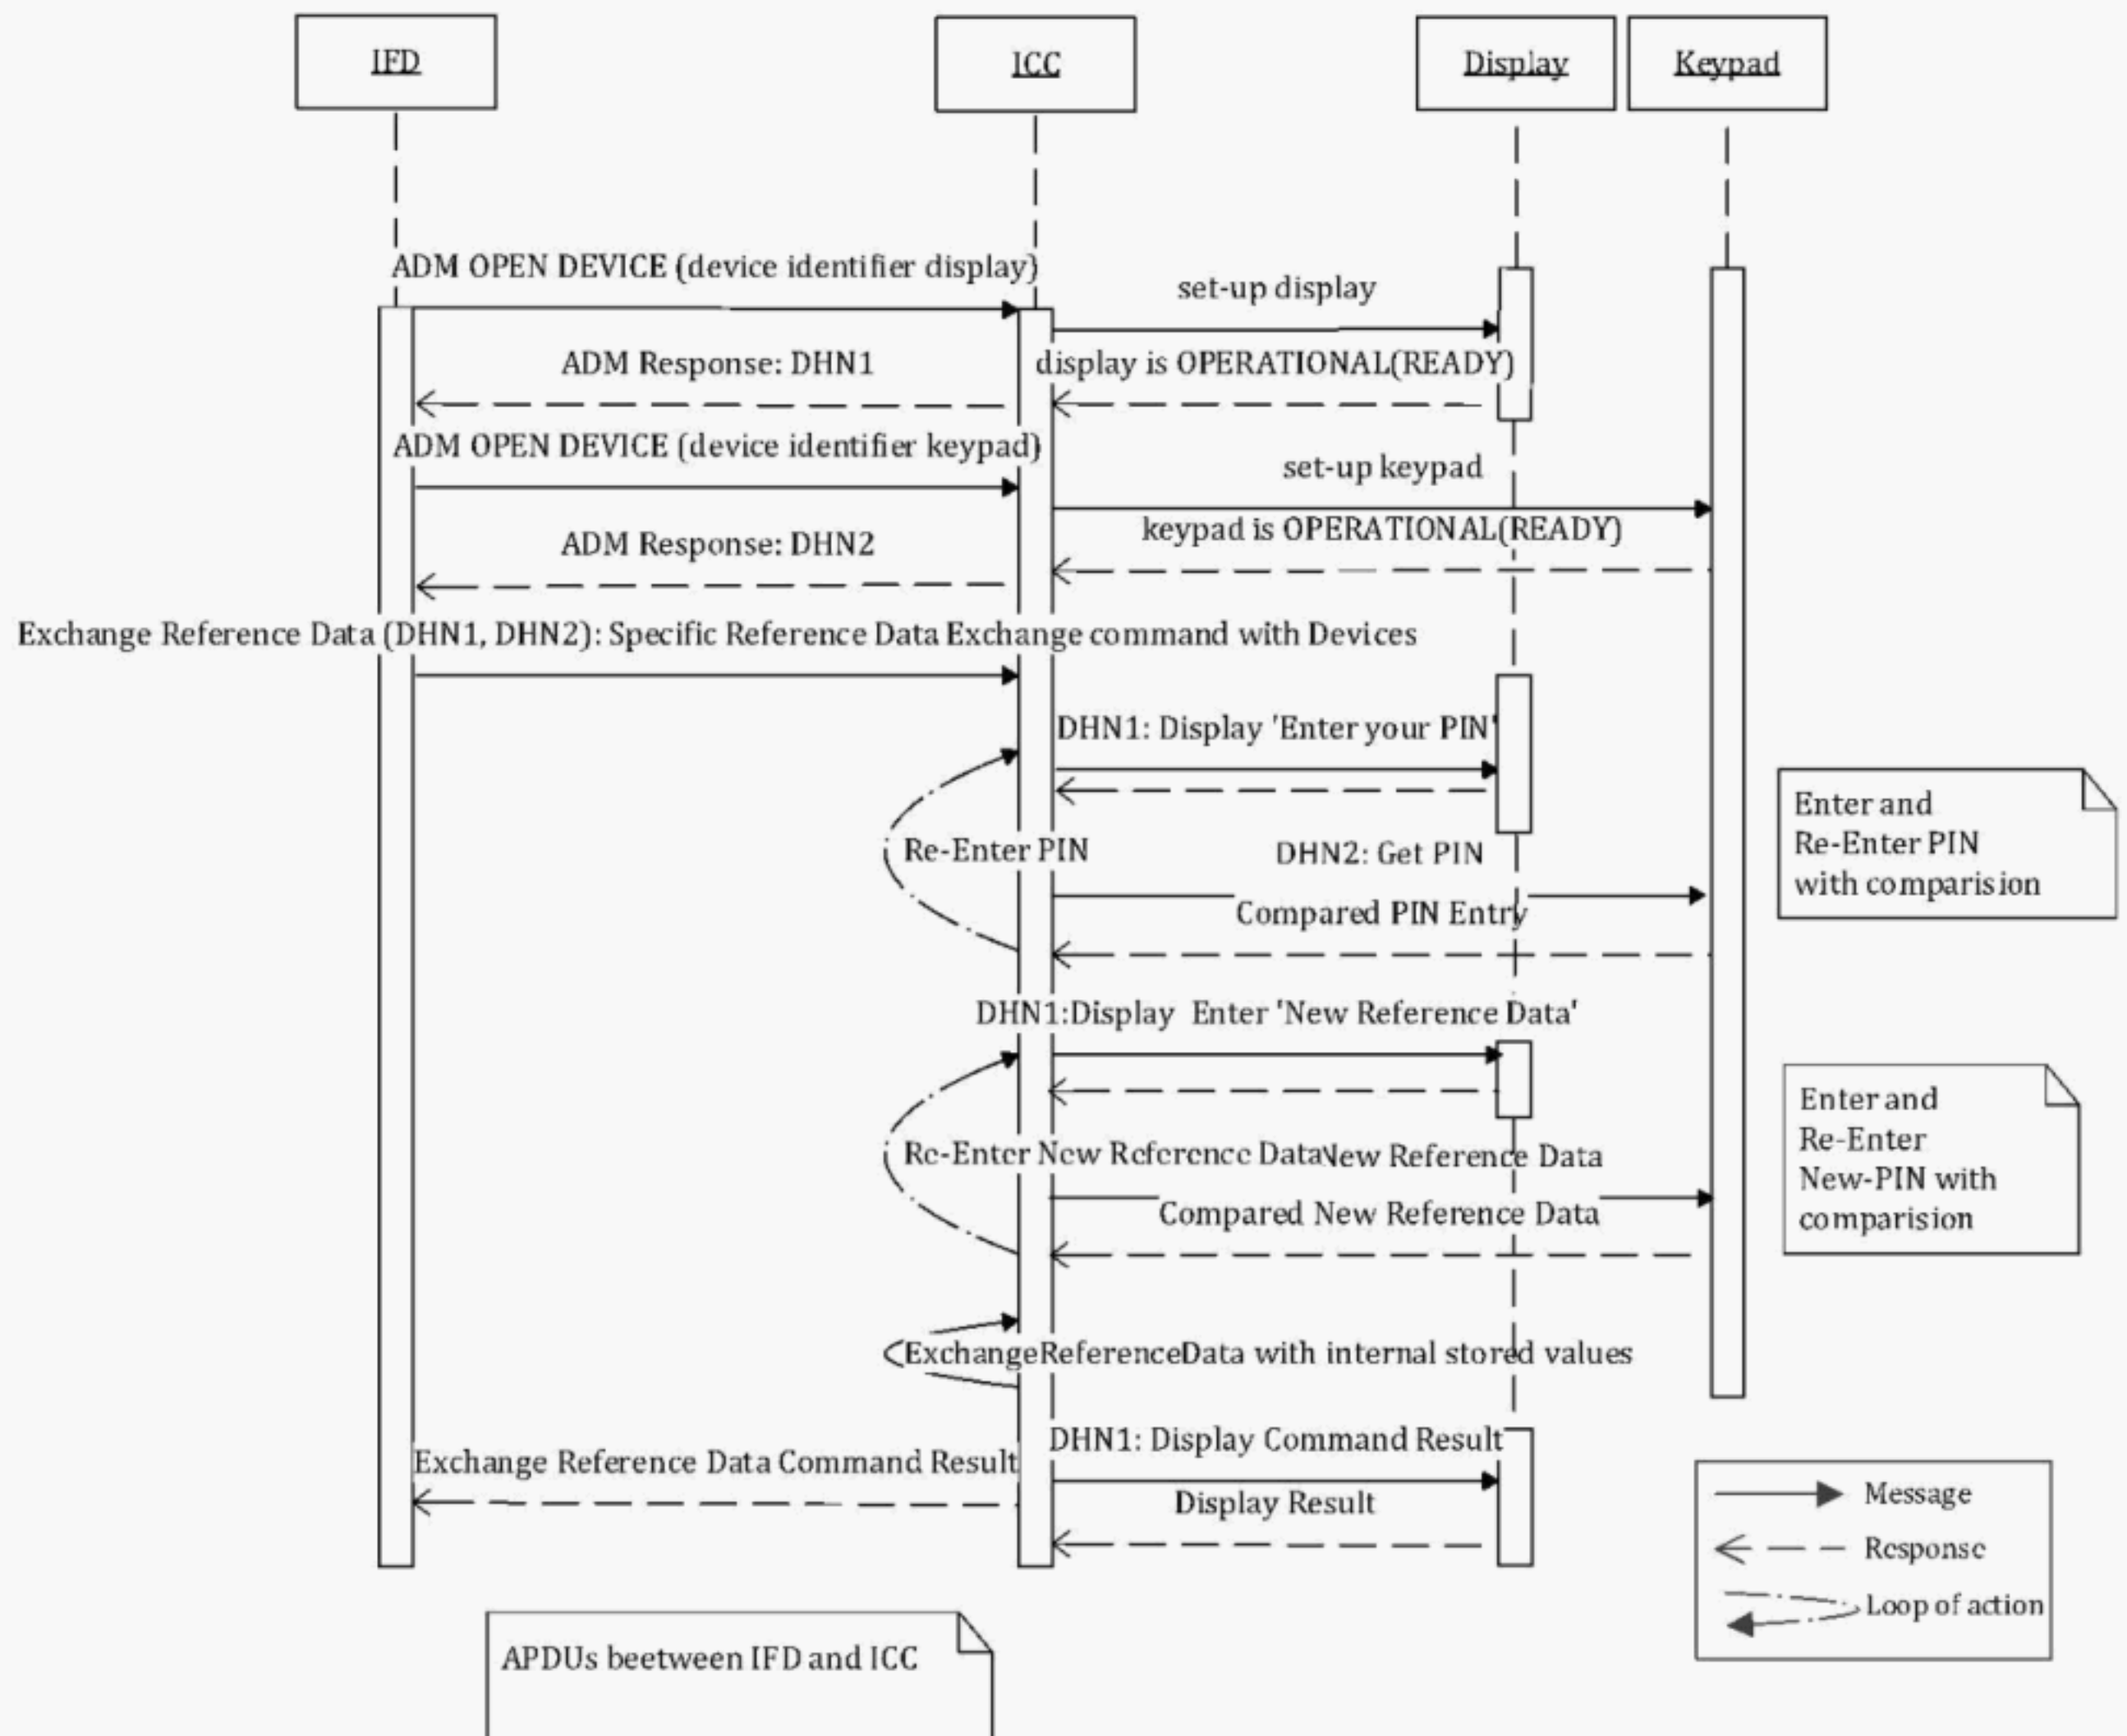 IFD
ICC
Display
Keypad
ADM OPEN DEVICE (device identifier display)
set-up display
ADM Response: DHN1
display is OPERATIONAL(READY)
ADM OPEN DEVICE (device identifier keypad)
set-up keypad
keypad is OPERATIONAL(READY)
ADM Response: DHN2
Exchange Reference Data (DHN1, DHN2): Specific Reference Data Exchange command with Devices
DHN1: Display 'Enter your PIN'
Re-Enter PIN
DHN2: Get PIN
Compared PIN Entry
Enter and
Re-Enter PIN
with comparision
DHN1:Display Enter 'New Reference Data'
Re-Enter New Reference Data
New Reference Data
Compared New Reference Data
Enter and
Re-Enter
New-PIN with
comparision
ExchangeReferenceData with internal stored values
DHN1: Display Command Result
Exchange Reference Data Command Result
Display Result
Message
Response
Loop of action
APDUs beetween IFD and ICC